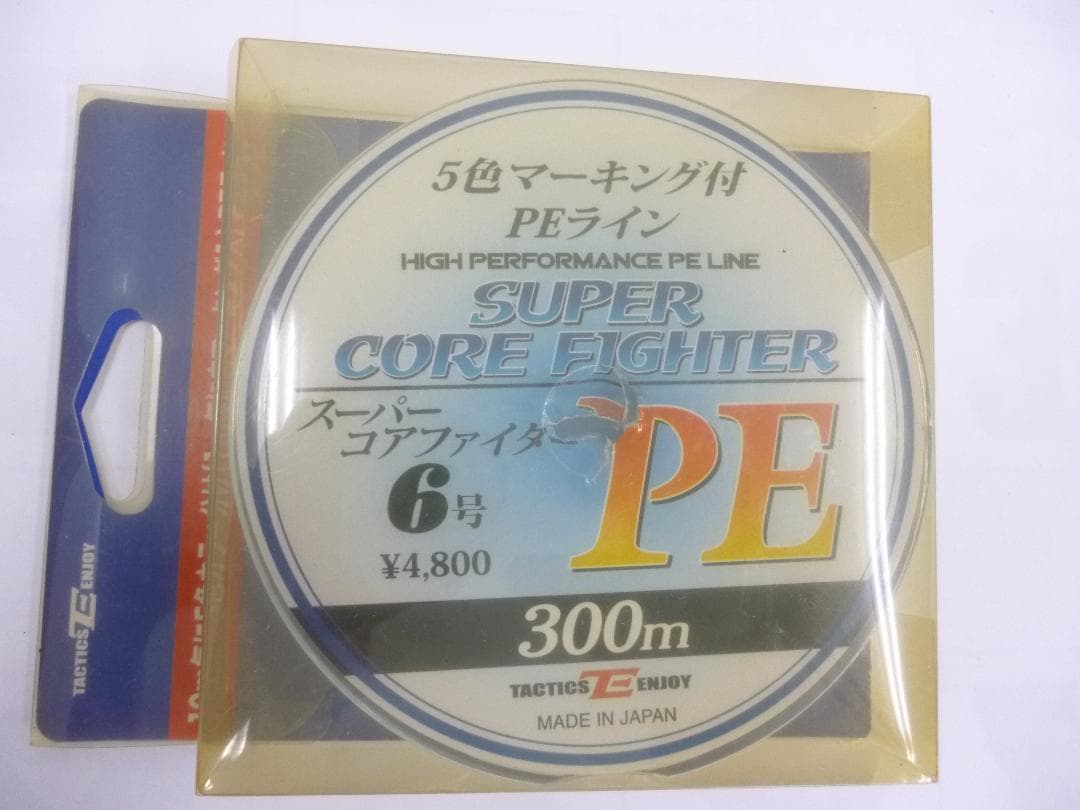 5色マーキング付
PEライン
HIGH PERFORMANCE PE LINE
SUPER
CORE FIGHTER
スーパー
コアファイター
PE
6号
¥4,800
300m
TACTICS E ENJOY
MADE IN JAPAN
TACTICS E ENJOY